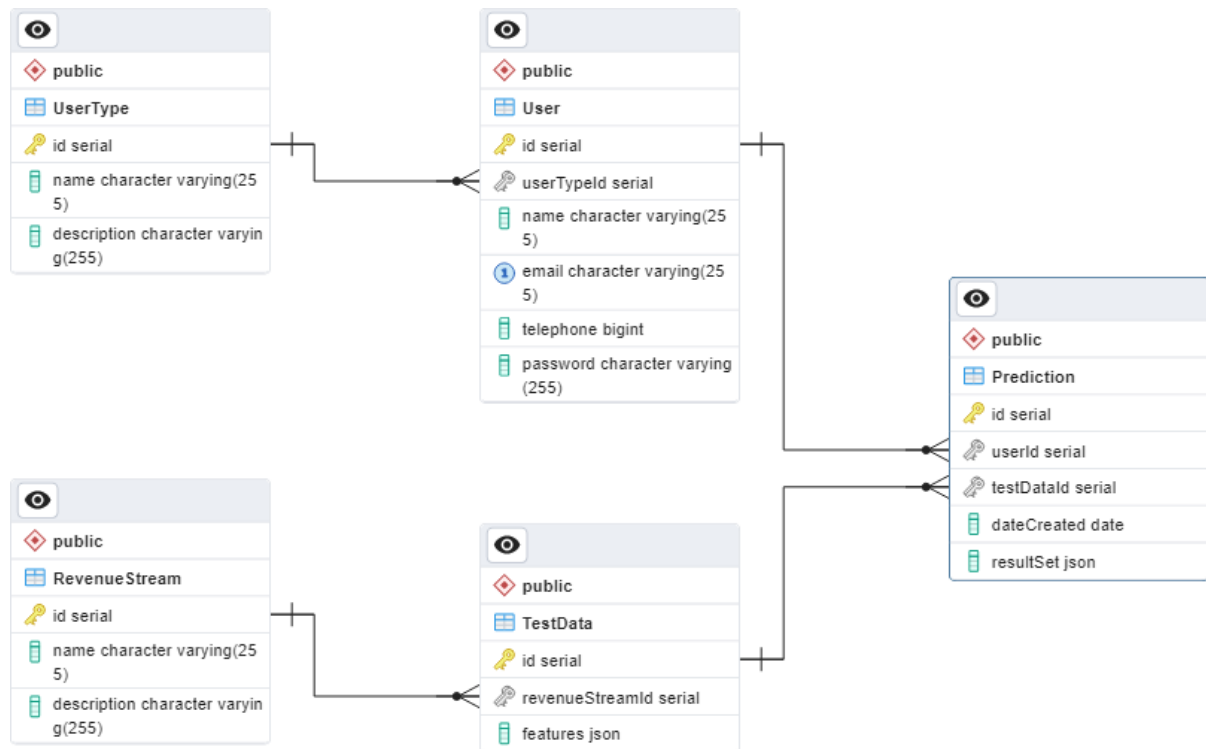 public
UserType
id serial
name character varying(25
5)
description character varyin
g(255)
public
User
id serial
userTypeId serial
name character varying(25
5)
1 email character varying(25
5)
telephone bigint
password character varying
(255)
public
Prediction
id serial
userId serial
testDataId serial
dateCreated date
resultSet json
public
RevenueStream
id serial
name character varying(25
5)
description character varyin
g(255)
public
TestData
id serial
revenueStreamId serial
features json